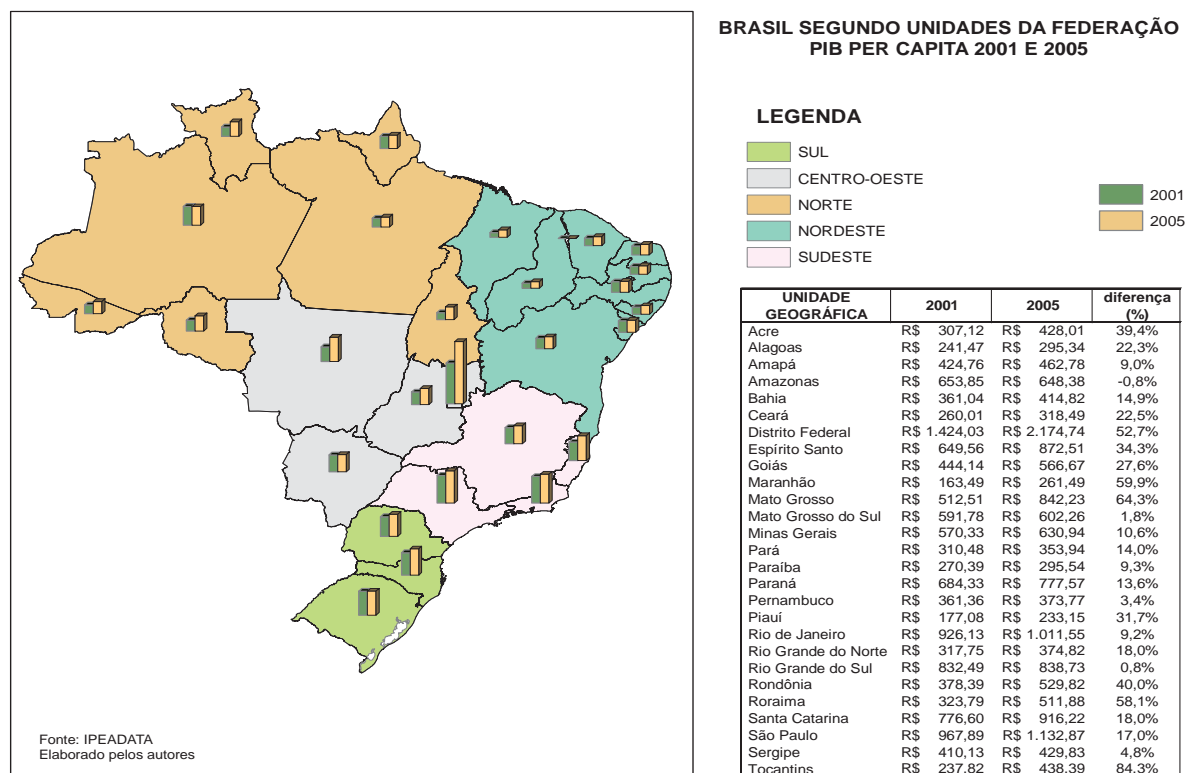 BRASIL SEGUNDO UNIDADES DA FEDERAÇÃO
PIB PER CAPITA 2001 E 2005
LEGENDA
SUL
CENTRO-OESTE
NORTE
NORDESTE
SUDESTE
2001
2005
UNIDADE GEOGRÁFICA 2001 2005 diferença (%)
Acre R$ 307,12 R$ 428,01 39,4%
Alagoas R$ 241,47 R$ 295,34 22,3%
Amapá R$ 424,76 R$ 462,78 9,0%
Amazonas R$ 653,85 R$ 648,38 -0,8%
Bahia R$ 361,04 R$ 414,82 14,9%
Ceará R$ 260,01 R$ 318,49 22,5%
Distrito Federal R$ 1.424,03 R$ 2.174,74 52,7%
Espírito Santo R$ 649,56 R$ 872,51 34,3%
Goiás R$ 444,14 R$ 566,67 27,6%
Maranhão R$ 163,49 R$ 261,49 59,9%
Mato Grosso R$ 512,51 R$ 842,23 64,3%
Mato Grosso do Sul R$ 591,78 R$ 602,26 1,8%
Minas Gerais R$ 570,33 R$ 630,94 10,6%
Pará R$ 310,48 R$ 353,94 14,0%
Paraíba R$ 270,39 R$ 295,54 9,3%
Paraná R$ 684,33 R$ 777,57 13,6%
Pernambuco R$ 361,36 R$ 373,77 3,4%
Piauí R$ 177,08 R$ 233,15 31,7%
Rio de Janeiro R$ 926,13 R$ 1.011,55 9,2%
Rio Grande do Norte R$ 317,75 R$ 374,82 18,0%
Rio Grande do Sul R$ 832,49 R$ 838,73 0,8%
Rondônia R$ 378,39 R$ 529,82 40,0%
Roraima R$ 323,79 R$ 511,88 58,1%
Santa Catarina R$ 776,60 R$ 916,22 18,0%
São Paulo R$ 967,89 R$ 1.132,87 17,0%
Sergipe R$ 410,13 R$ 429,83 4,8%
Tocantins R$ 237,82 R$ 438,39 84,3%
Fonte: IPEADATA
Elaborado pelos autores